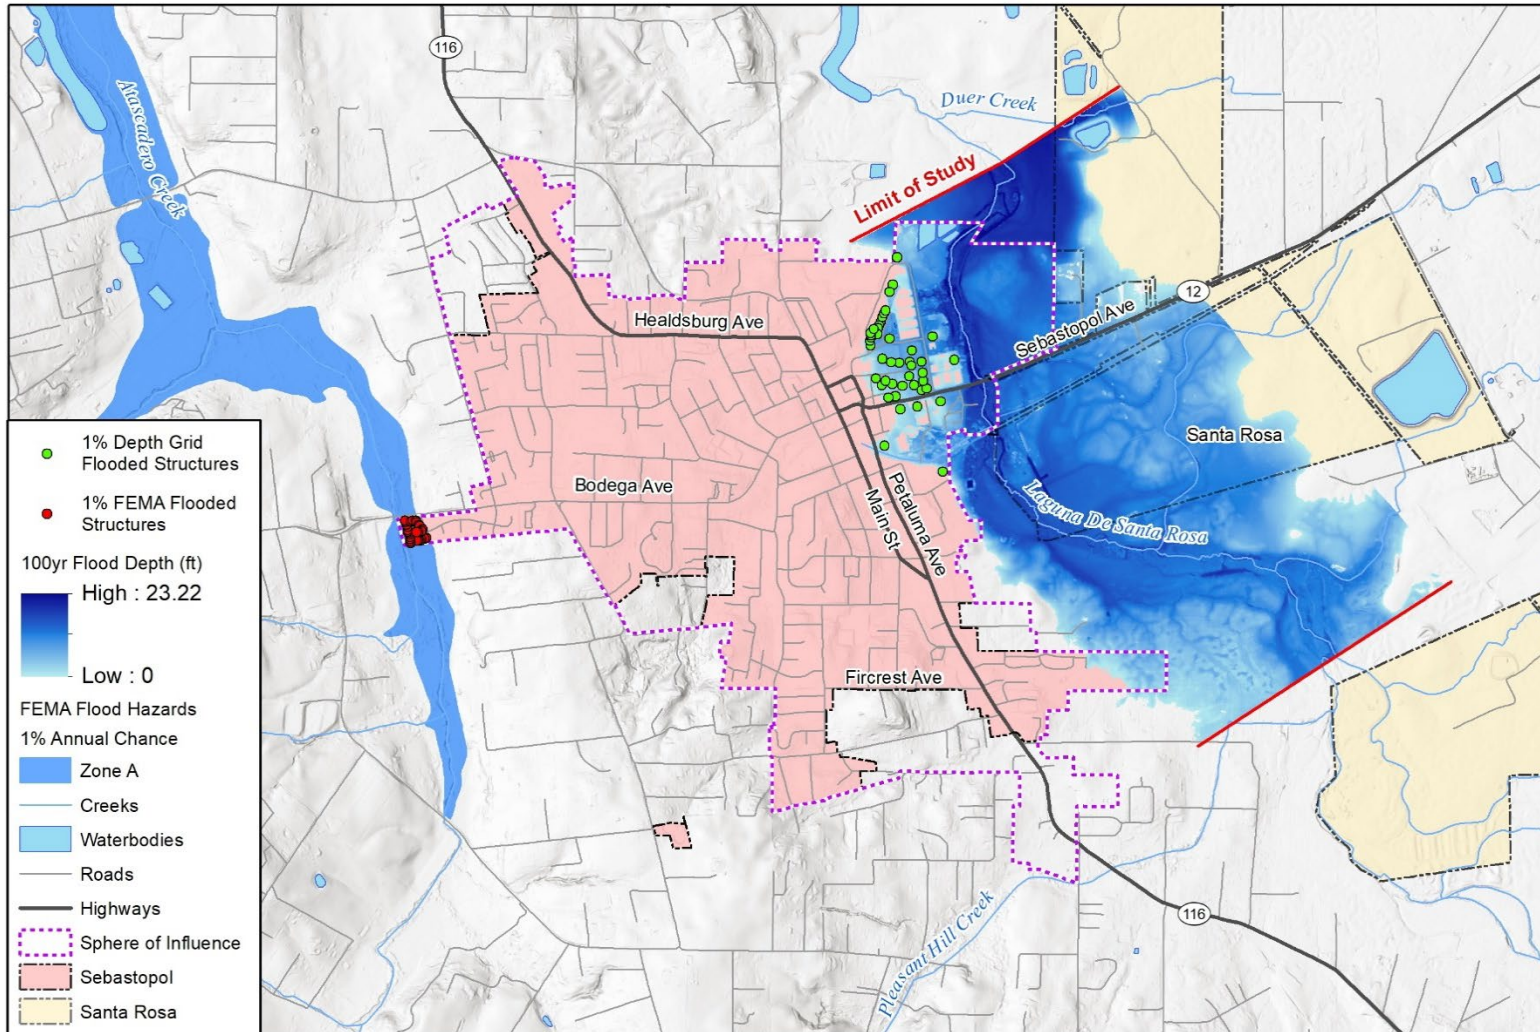 116
Atascadero Creek
Duer Creek
Limit of Study
12
Sebastopol Ave
Healdsburg Ave
Santa Rosa
Bodega Ave
Petaluma Ave
Main St
Laguna De Santa Rosa
Fircrest Ave
116
Pleasant Hill Creek
1% Depth Grid
Flooded Structures
1% FEMA Flooded
Structures
100yr Flood Depth (ft)
High : 23.22
Low : 0
FEMA Flood Hazards
1% Annual Chance
Zone A
Creeks
Waterbodies
Roads
Highways
Sphere of Influence
Sebastopol
Santa Rosa